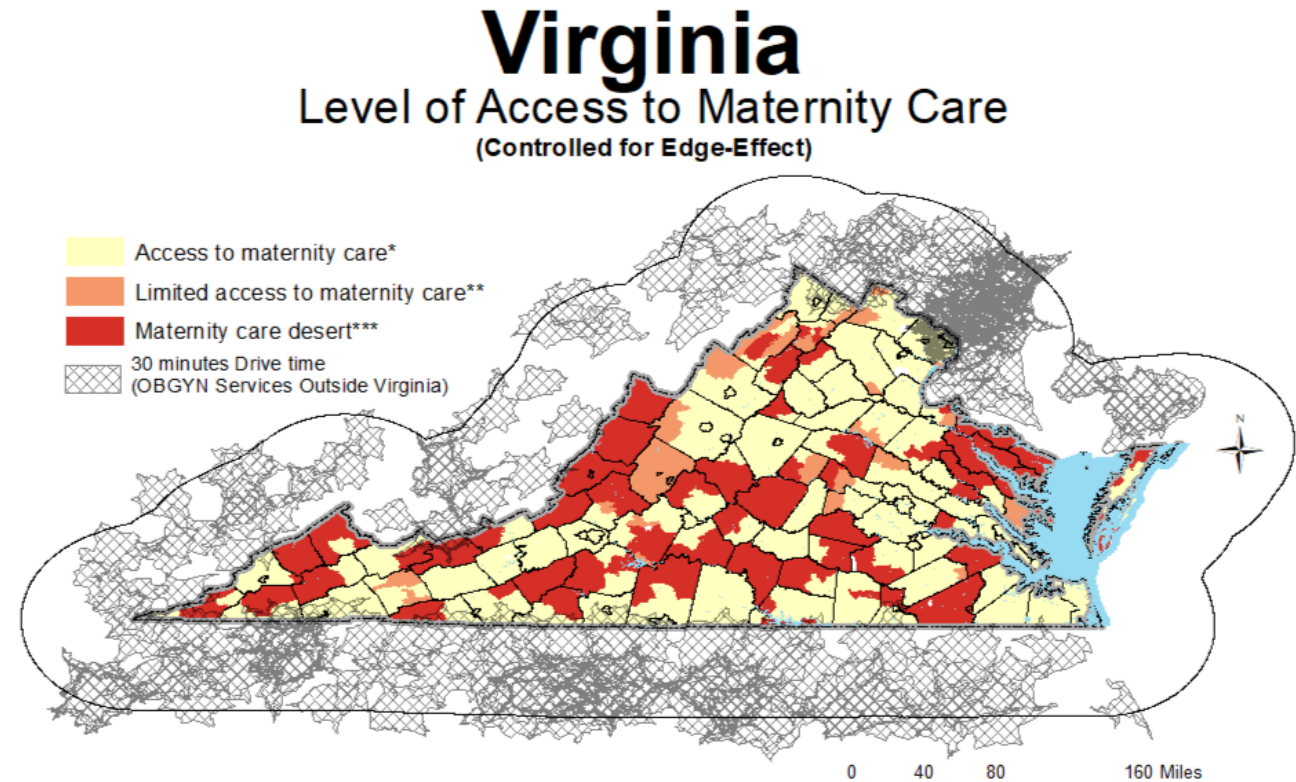 Virginia
Level of Access to Maternity Care
(Controlled for Edge-Effect)
Access to maternity care*
Limited access to maternity care**
Maternity care desert***
30 minutes Drive time
(OBGYN Services Outside Virginia)
N
0 40 80 160 Miles